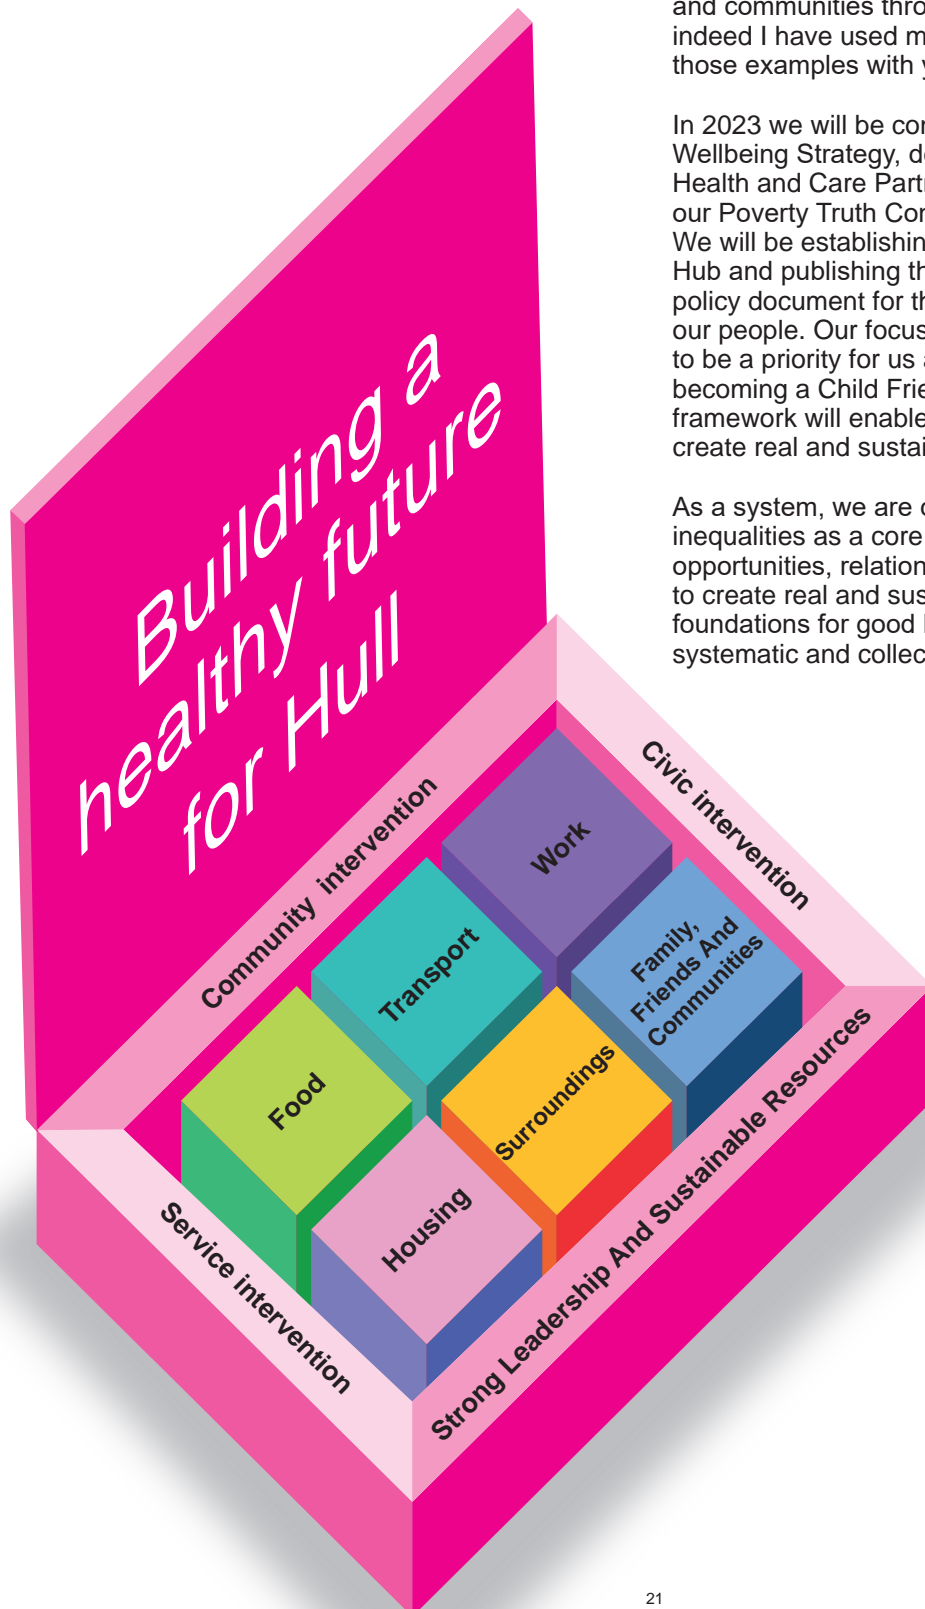 and communities thro
indeed I have used m
those examples with y
In 2023 we will be con
Wellbeing Strategy, d
Health and Care Partn
our Poverty Truth Con
We will be establishin
Hub and publishing th
policy document for th
our people. Our focus
to be a priority for us a
becoming a Child Frie
framework will enable
create real and sustai
As a system, we are c
inequalities as a core
opportunities, relation
to create real and sus
foundations for good h
systematic and collec
Building a
healthy future
for Hull
Community intervention
Civic intervention
Work
Transport
Family,
Friends And
Communities
Food
Surroundings
Housing
Service intervention
Strong Leadership And Sustainable Resources
21